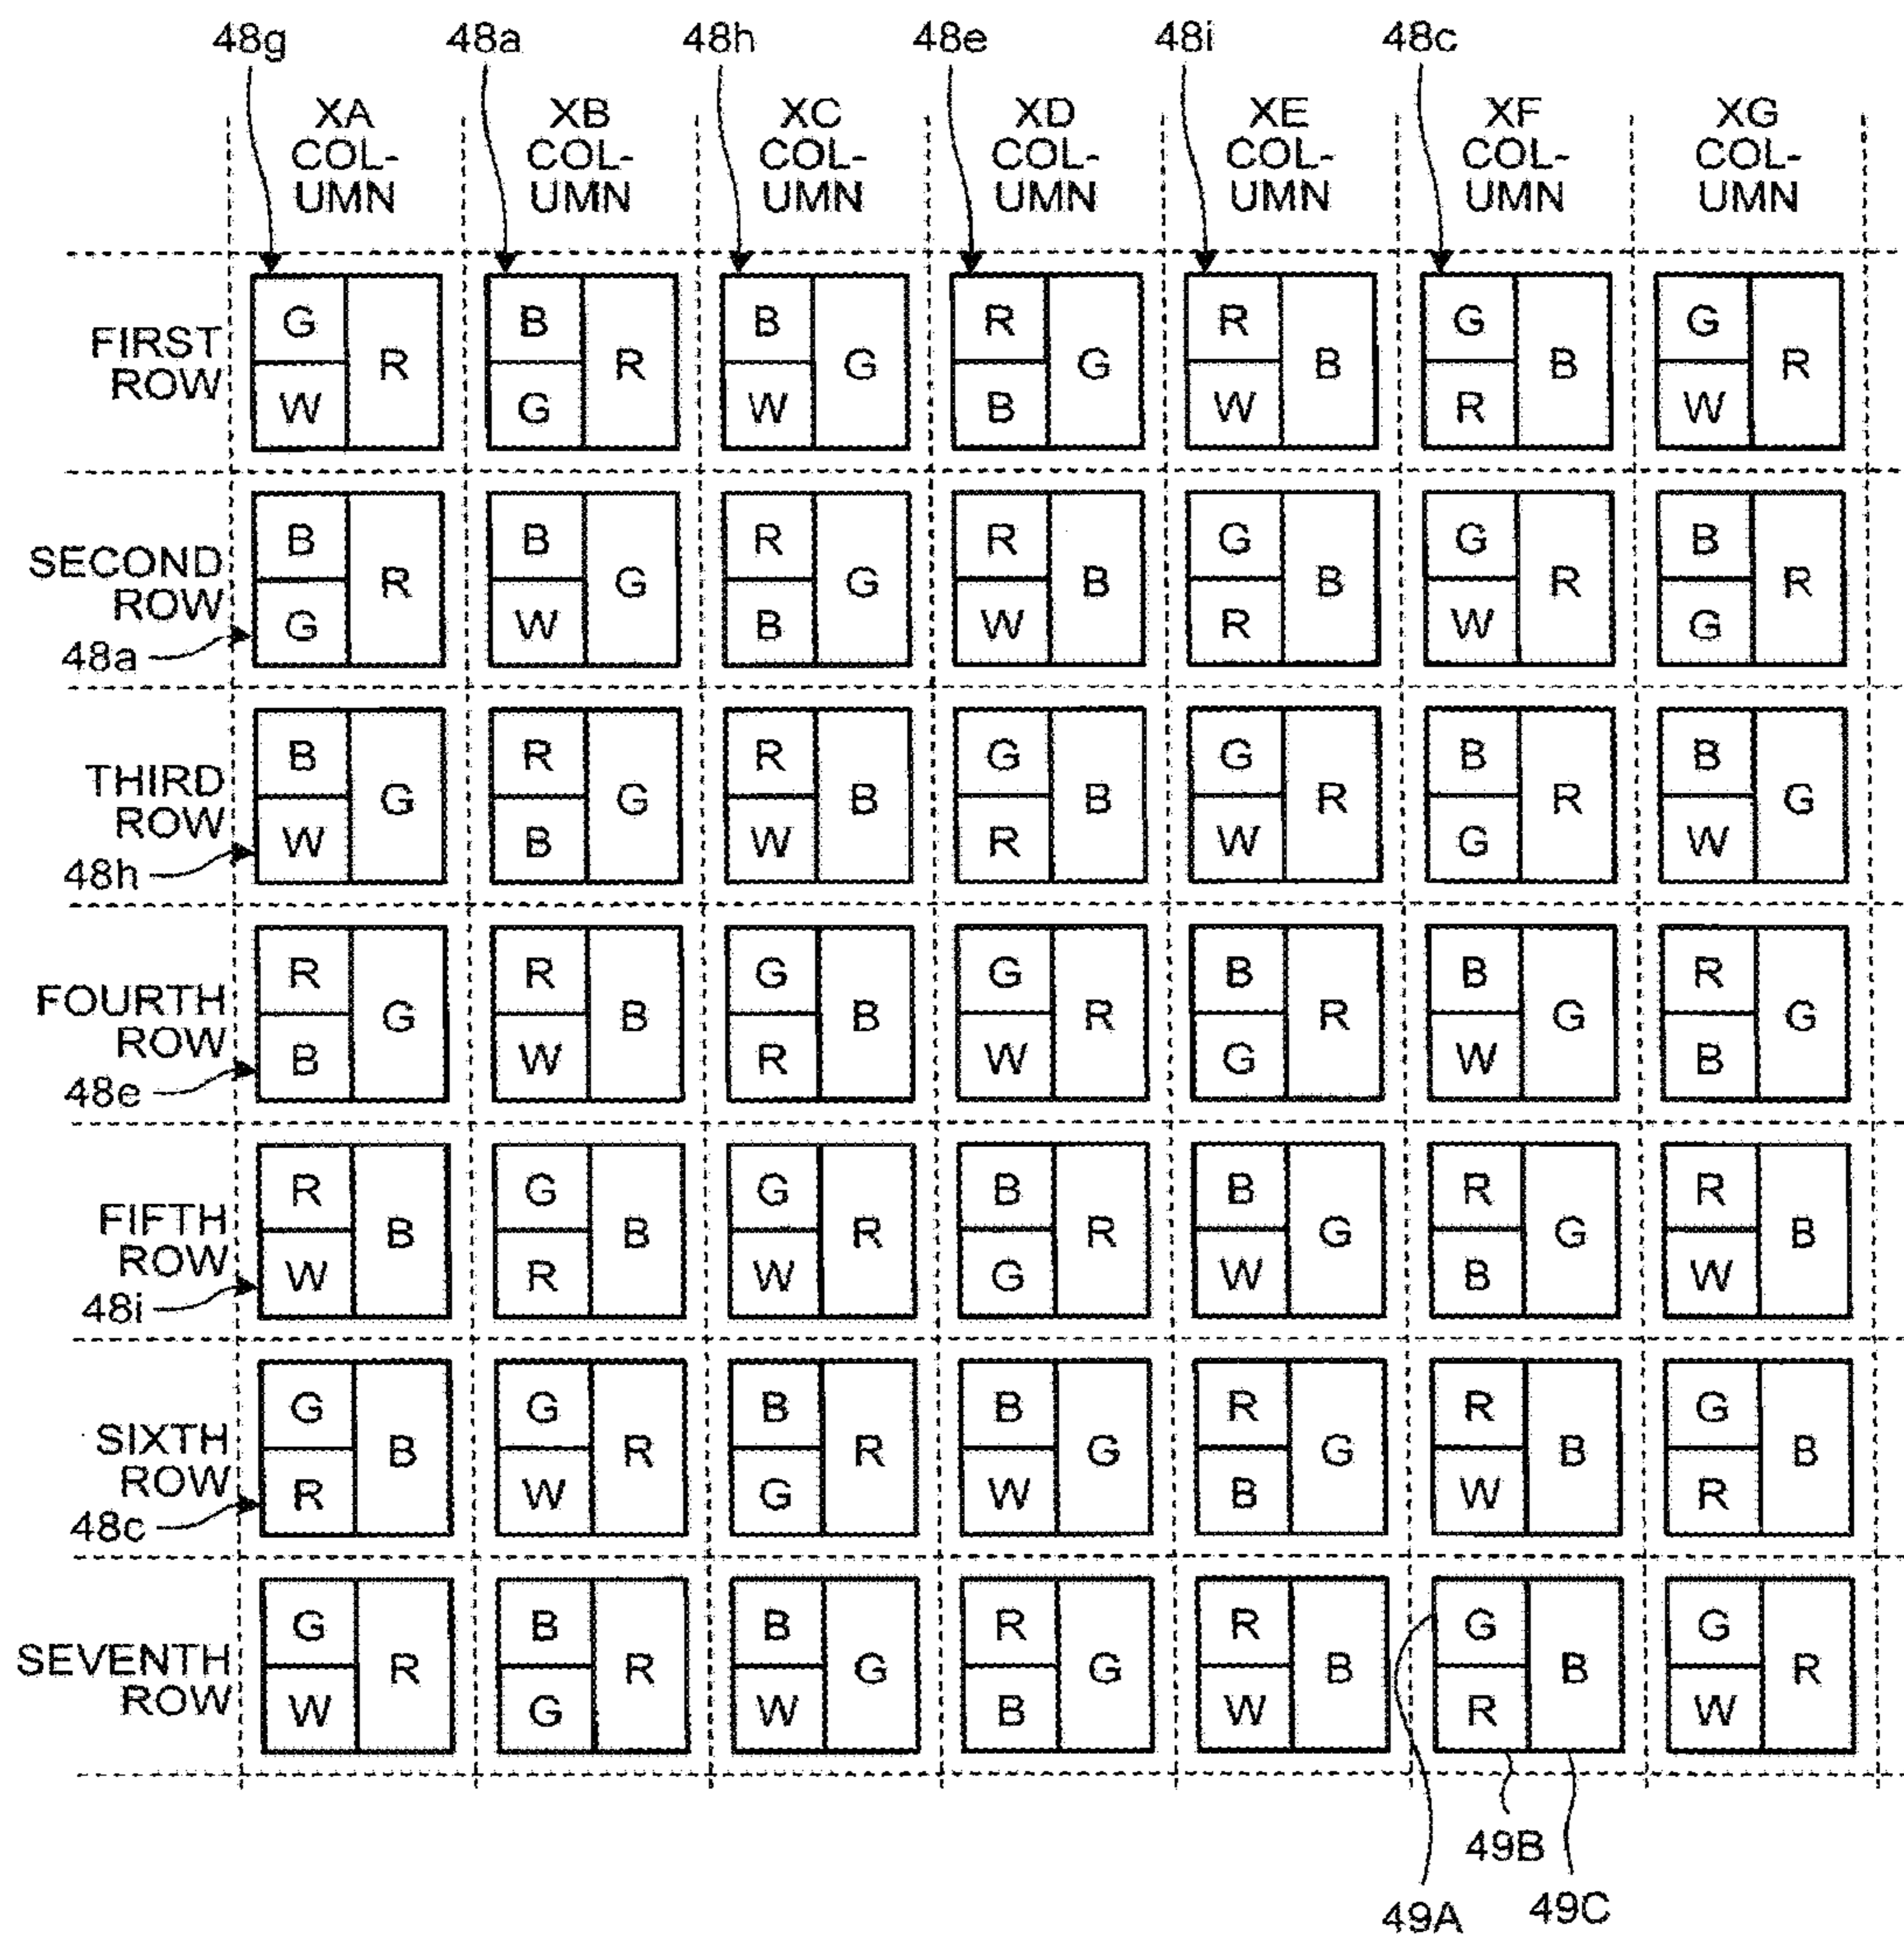 48g 48a 48h 48e 48i 48c
XA XB XC XD XE XF XG
COL- COL- COL- COL- COL- COL- COL-
UMN UMN UMN UMN UMN UMN UMN
G B B R R G G
FIRST
ROW
R R G G B B R
W G W B W R W
B B R R G G B
SECOND
ROW
R G G B B R R
G W B W R W G
48a
B R R G G B B
THIRD
ROW
G G B B R R G
W B W R W G W
48h
R R G G B B R
FOURTH
ROW
G B B R R G G
B W R W G W B
48e
R G G B B R R
FIFTH
ROW
B B R R G G B
W R W G W B W
48i
G G B B R R G
SIXTH
ROW
B R R G G B B
R W G W B W R
48c
G B B R R G G
SEVENTH
ROW
R R G G B B R
W G W B W R W
49B
49A 49C